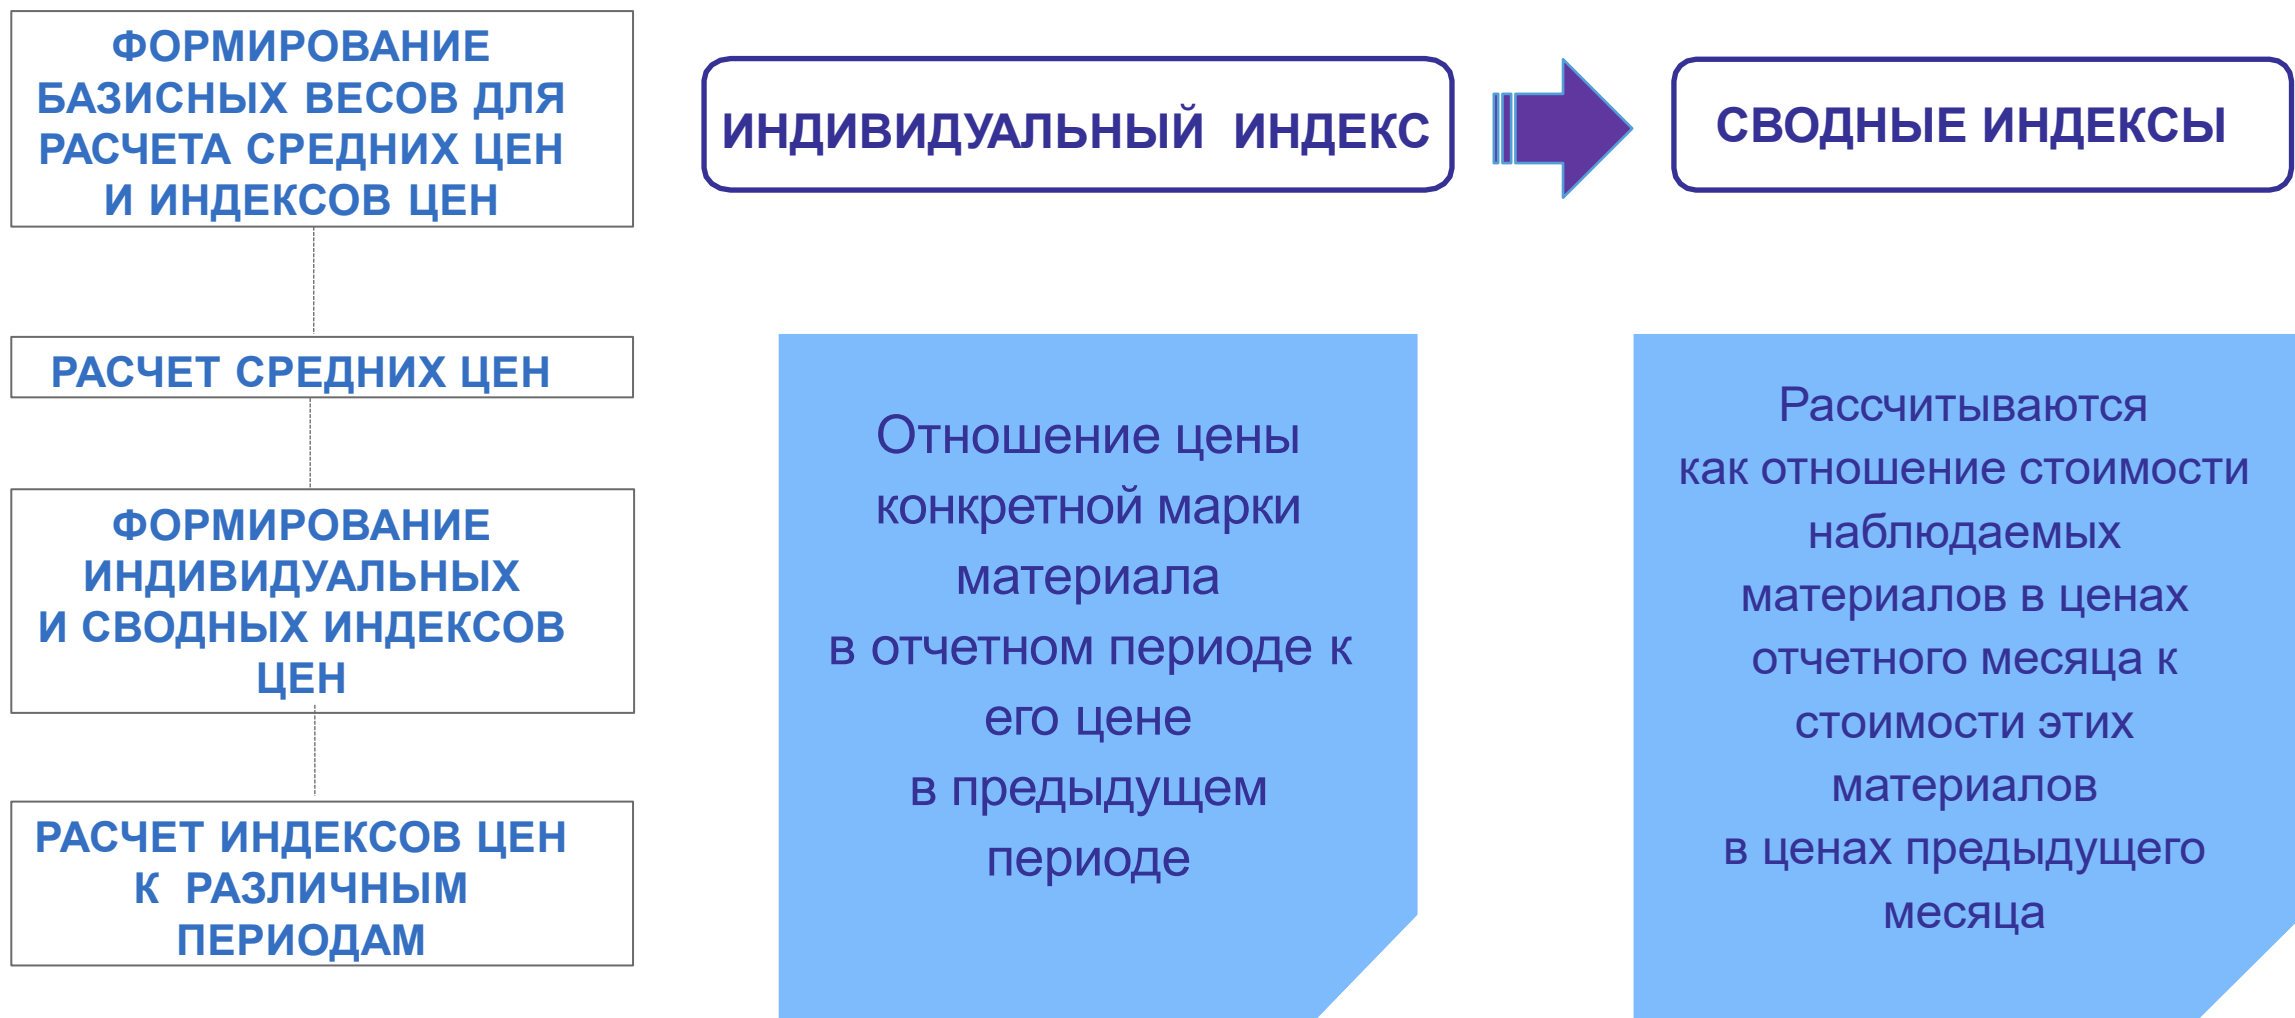 ФОРМИРОВАНИЕ
БАЗИСНЫХ ВЕСОВ ДЛЯ
РАСЧЕТА СРЕДНИХ ЦЕН
И ИНДЕКСОВ ЦЕН
РАСЧЕТ СРЕДНИХ ЦЕН
ФОРМИРОВАНИЕ
ИНДИВИДУАЛЬНЫХ
И СВОДНЫХ ИНДЕКСОВ
ЦЕН
РАСЧЕТ ИНДЕКСОВ ЦЕН
К РАЗЛИЧНЫМ
ПЕРИОДАМ
ИНДИВИДУАЛЬНЫЙ ИНДЕКС
Отношение цены
конкретной марки
материала
в отчетном периоде к
его цене
в предыдущем
периоде
СВОДНЫЕ ИНДЕКСЫ
Рассчитываются
как отношение стоимости
наблюдаемых
материалов в ценах
отчетного месяца к
стоимости этих
материалов
в ценах предыдущего
месяца